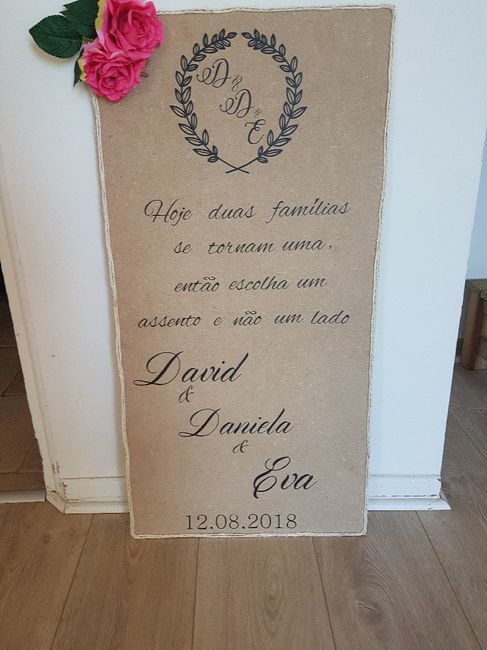 D
&
D
&
E
Hoje duas famílias
se tornam uma,
então escolha um
assento e não um lado
David
&
Daniela
&
Eva
12.08.2018